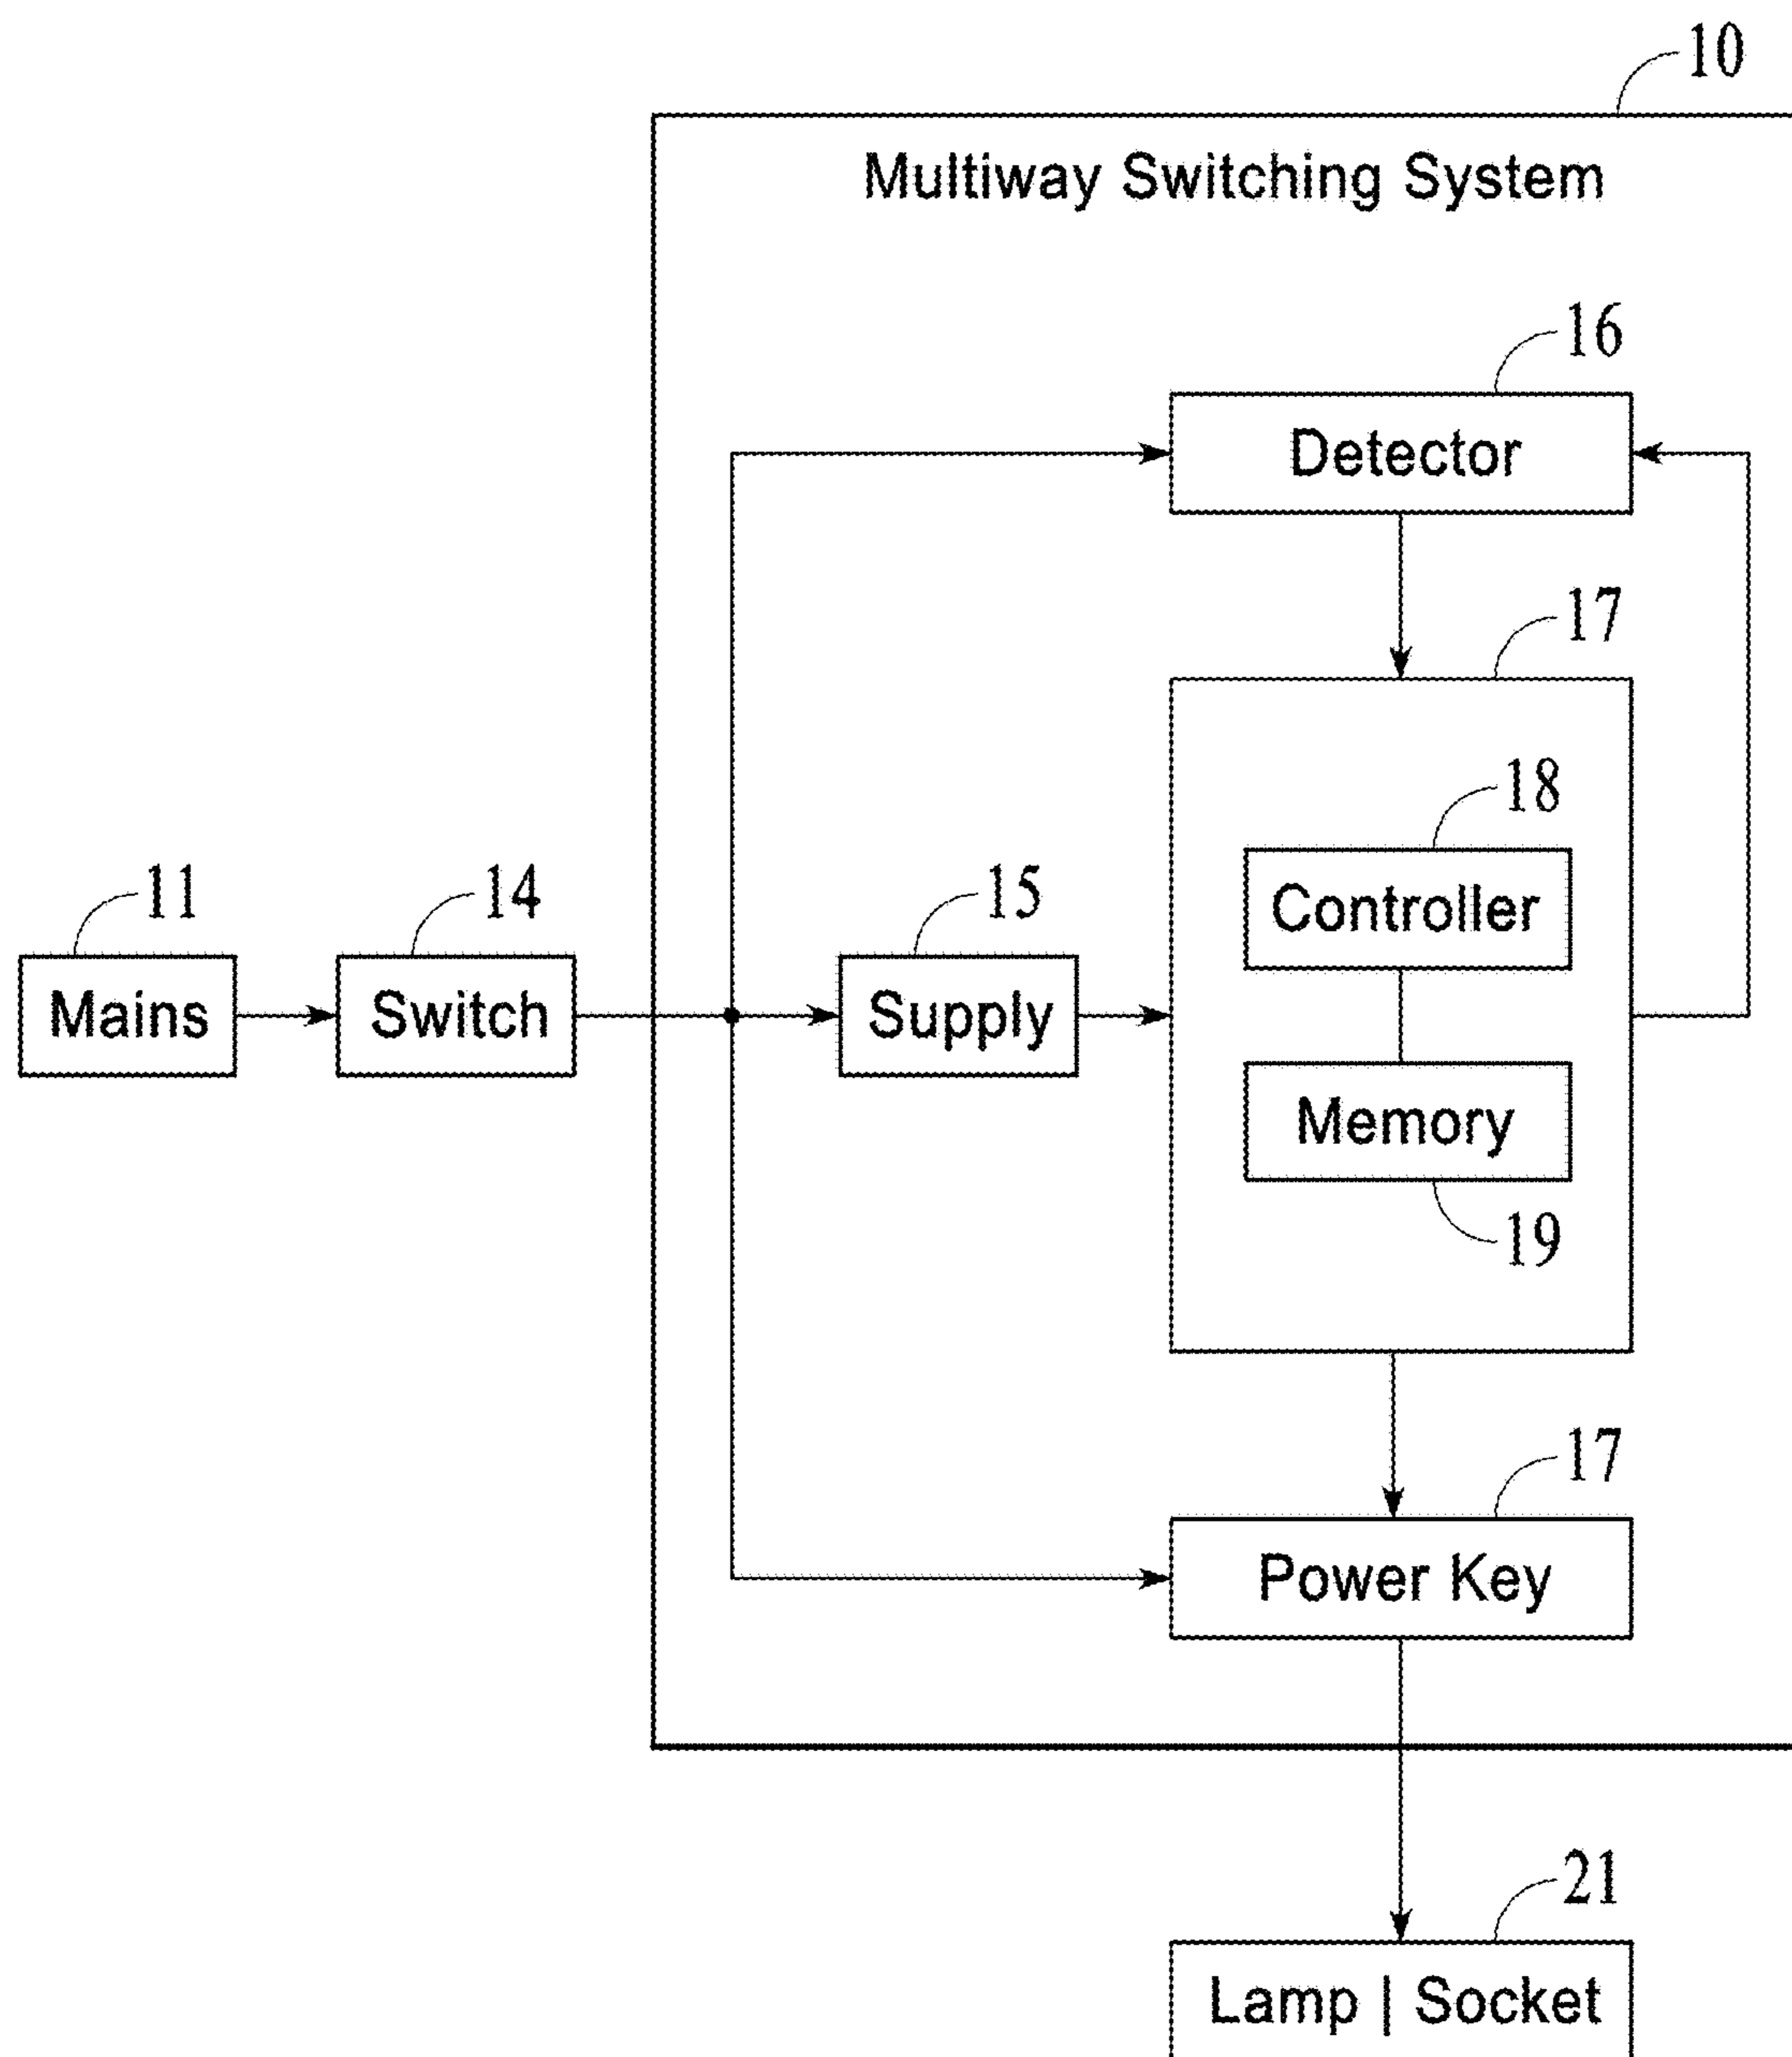 10
Multiway Switching System
16
Detector
17
18
Controller
11
14
15
Mains
Switch
Supply
Memory
19
17
Power Key
21
Lamp | Socket